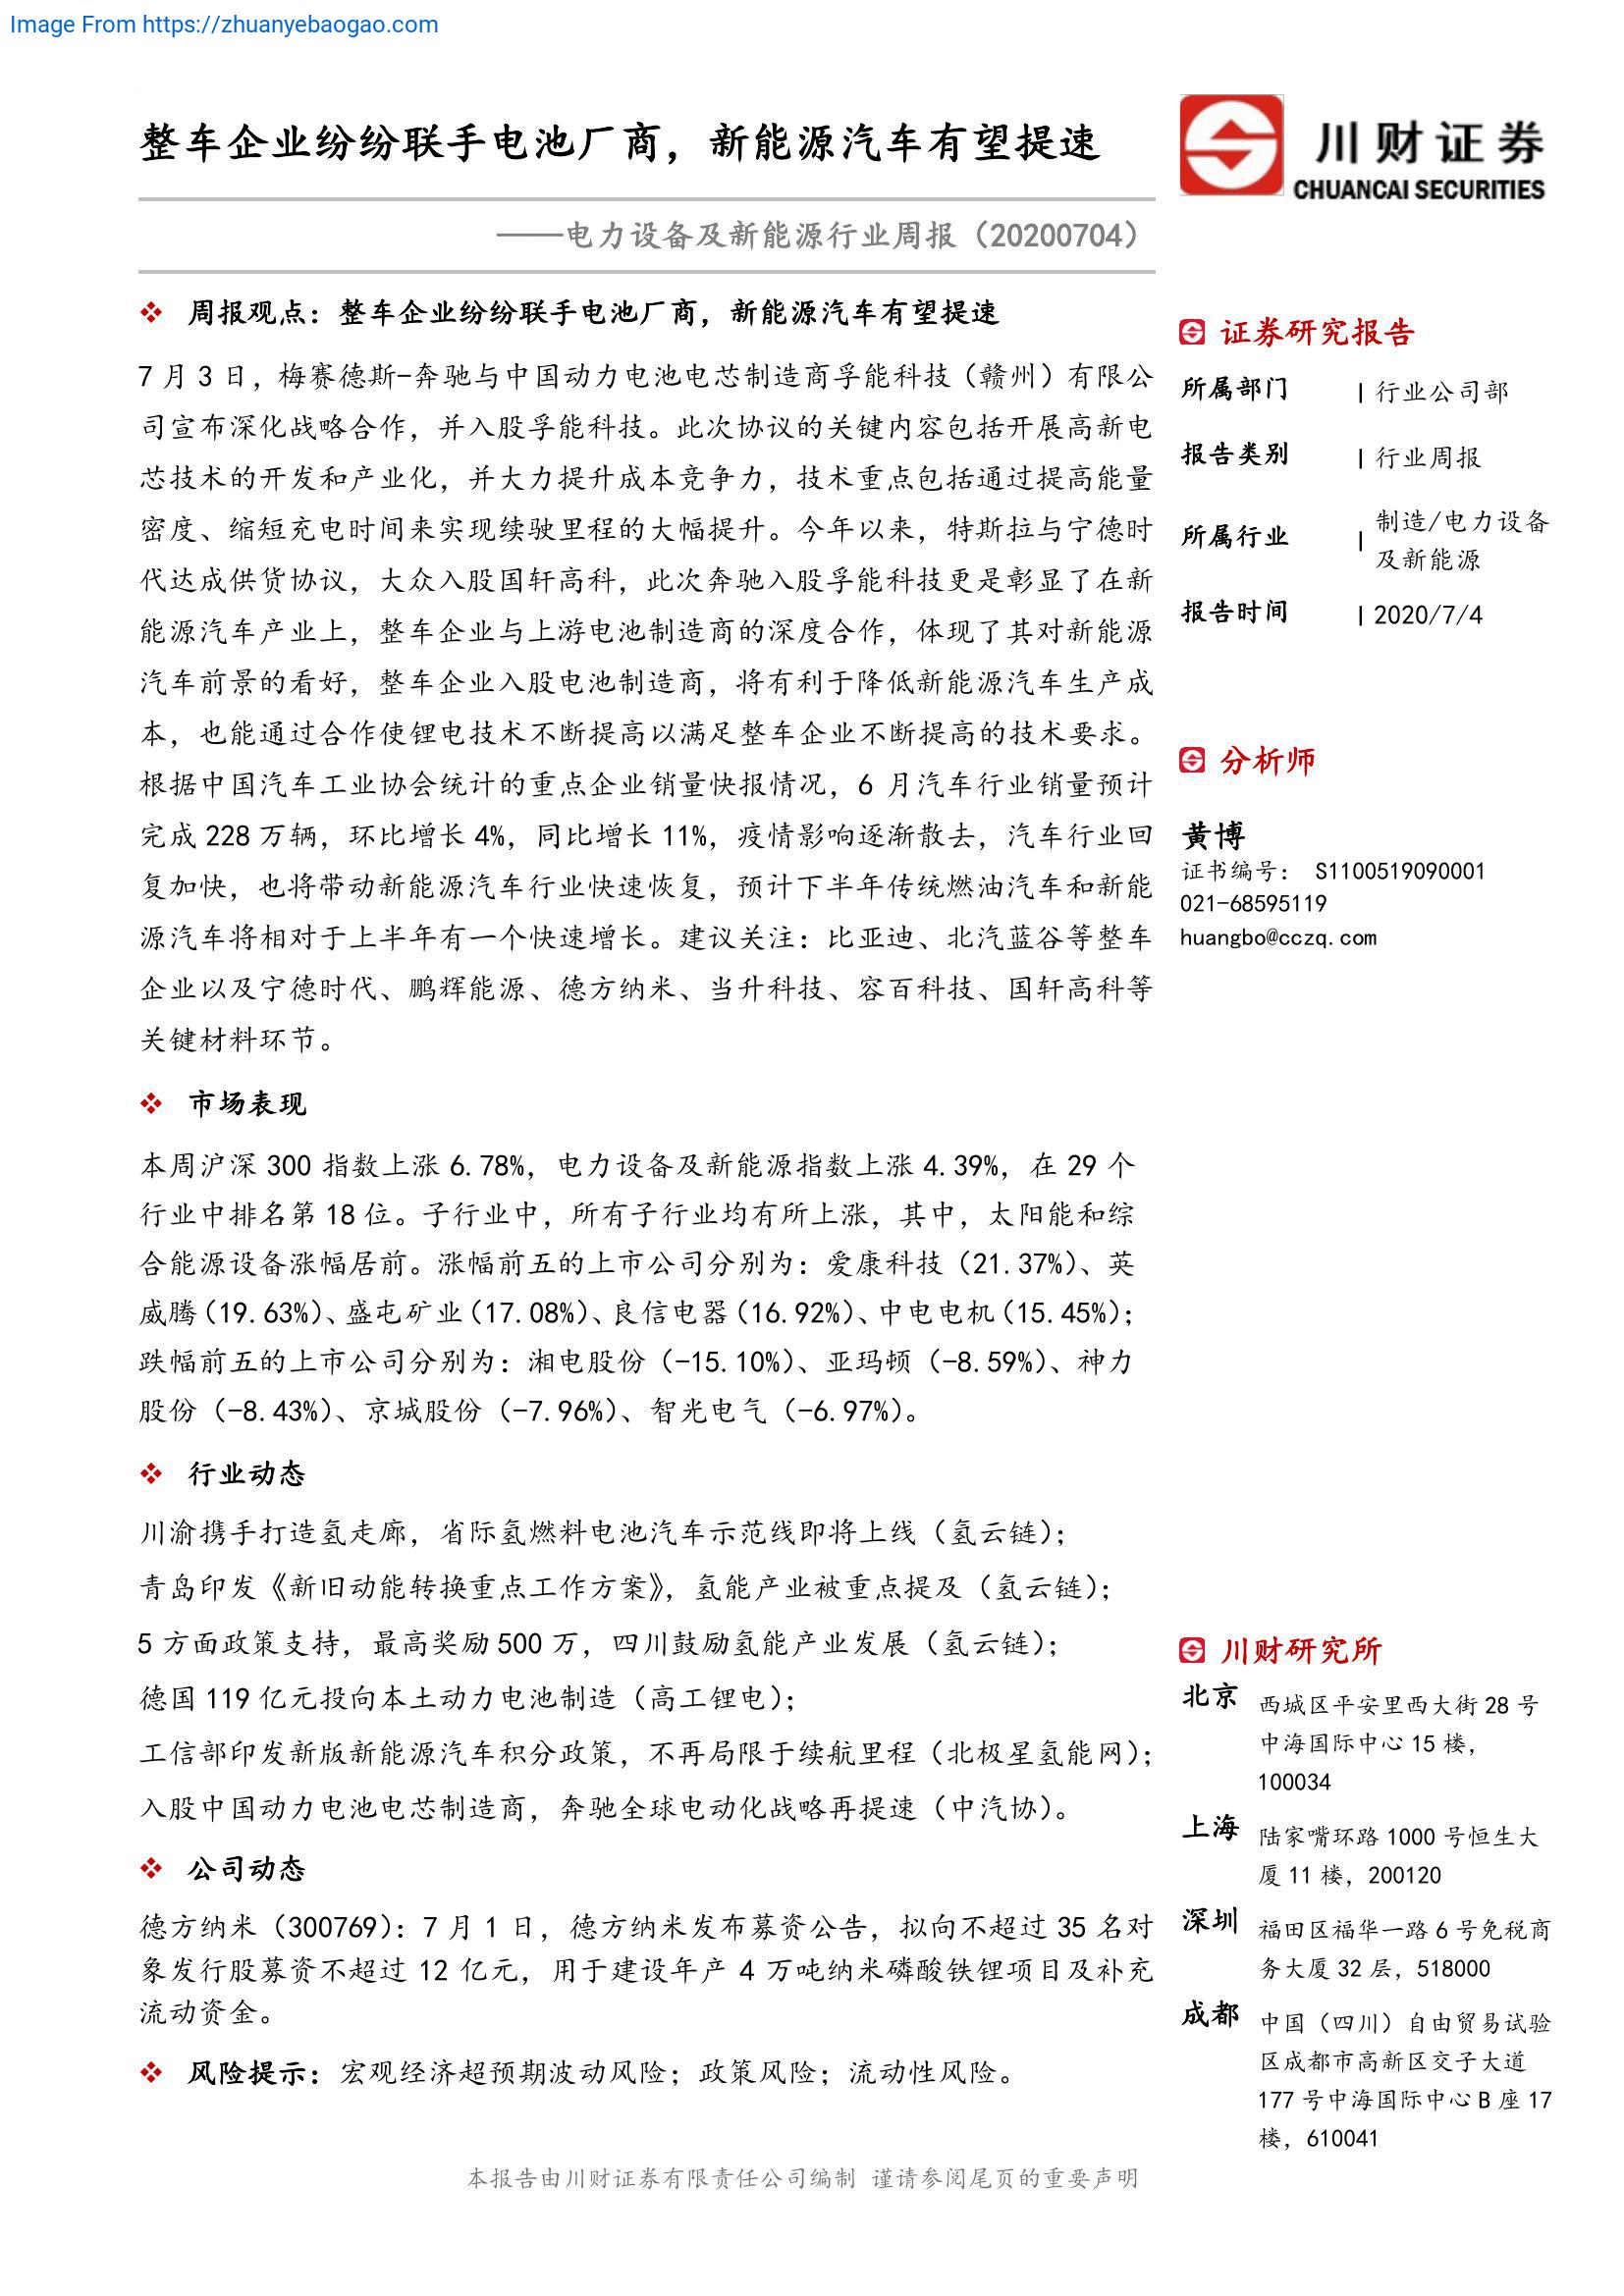 Image From https://zhuanyebaogao.com
整车企业纷纷联手电池厂商，新能源汽车有望提速
川财证券
CHUANCAI SECURITIES
——电力设备及新能源行业周报（20200704）
❖ 周报观点：整车企业纷纷联手电池厂商，新能源汽车有望提速
7 月 3 日，梅赛德斯-奔驰与中国动力电池电芯制造商孚能科技（赣州）有限公
司宣布深化战略合作，并入股孚能科技。此次协议的关键内容包括开展高新电
芯技术的开发和产业化，并大力提升成本竞争力，技术重点包括通过提高能量
密度、缩短充电时间来实现续驶里程的大幅提升。今年以来，特斯拉与宁德时
代达成供货协议，大众入股国轩高科，此次奔驰入股孚能科技更是彰显了在新
能源汽车产业上，整车企业与上游电池制造商的深度合作，体现了其对新能源
汽车前景的看好，整车企业入股电池制造商，将有利于降低新能源汽车生产成
本，也能通过合作使锂电技术不断提高以满足整车企业不断提高的技术要求。
根据中国汽车工业协会统计的重点企业销量快报情况，6 月汽车行业销量预计
完成 228 万辆，环比增长 4%，同比增长 11%，疫情影响逐渐散去，汽车行业回
复加快，也将带动新能源汽车行业快速恢复，预计下半年传统燃油汽车和新能
源汽车将相对于上半年有一个快速增长。建议关注：比亚迪、北汽蓝谷等整车
企业以及宁德时代、鹏辉能源、德方纳米、当升科技、容百科技、国轩高科等
关键材料环节。
❖ 市场表现
本周沪深 300 指数上涨 6.78%，电力设备及新能源指数上涨 4.39%，在 29 个
行业中排名第 18 位。子行业中，所有子行业均有所上涨，其中，太阳能和综
合能源设备涨幅居前。涨幅前五的上市公司分别为：爱康科技（21.37%）、英
威腾（19.63%）、盛屯矿业（17.08%）、良信电器（16.92%）、中电电机（15.45%）；
跌幅前五的上市公司分别为：湘电股份（-15.10%）、亚玛顿（-8.59%）、神力
股份（-8.43%）、京城股份（-7.96%）、智光电气（-6.97%）。
❖ 行业动态
川渝携手打造氢走廊，省际氢燃料电池汽车示范线即将上线（氢云链）；
青岛印发《新旧动能转换重点工作方案》，氢能产业被重点提及（氢云链）；
5 方面政策支持，最高奖励 500 万，四川鼓励氢能产业发展（氢云链）；
德国 119 亿元投向本土动力电池制造（高工锂电）；
工信部印发新版新能源汽车积分政策，不再局限于续航里程（北极星氢能网）；
入股中国动力电池电芯制造商，奔驰全球电动化战略再提速（中汽协）。
❖ 公司动态
德方纳米（300769）：7 月 1 日，德方纳米发布募资公告，拟向不超过 35 名对
象发行股募资不超过 12 亿元，用于建设年产 4 万吨纳米磷酸铁锂项目及补充
流动资金。
❖ 风险提示：宏观经济超预期波动风险；政策风险；流动性风险。
证券研究报告
所属部门 | 行业公司部
报告类别 | 行业周报
所属行业 | 制造/电力设备
及新能源
报告时间 | 2020/7/4
分析师
黄博
证书编号： S1100519090001
021-68595119
huangbo@cczq.com
川财研究所
北京 西城区平安里西大街 28 号
中海国际中心 15 楼，
100034
上海 陆家嘴环路 1000 号恒生大
厦 11 楼，200120
深圳 福田区福华一路 6 号免税商
务大厦 32 层，518000
成都 中国（四川）自由贸易试验
区成都市高新区交子大道
177 号中海国际中心 B 座 17
楼，610041
本报告由川财证券有限责任公司编制 谨请参阅尾页的重要声明